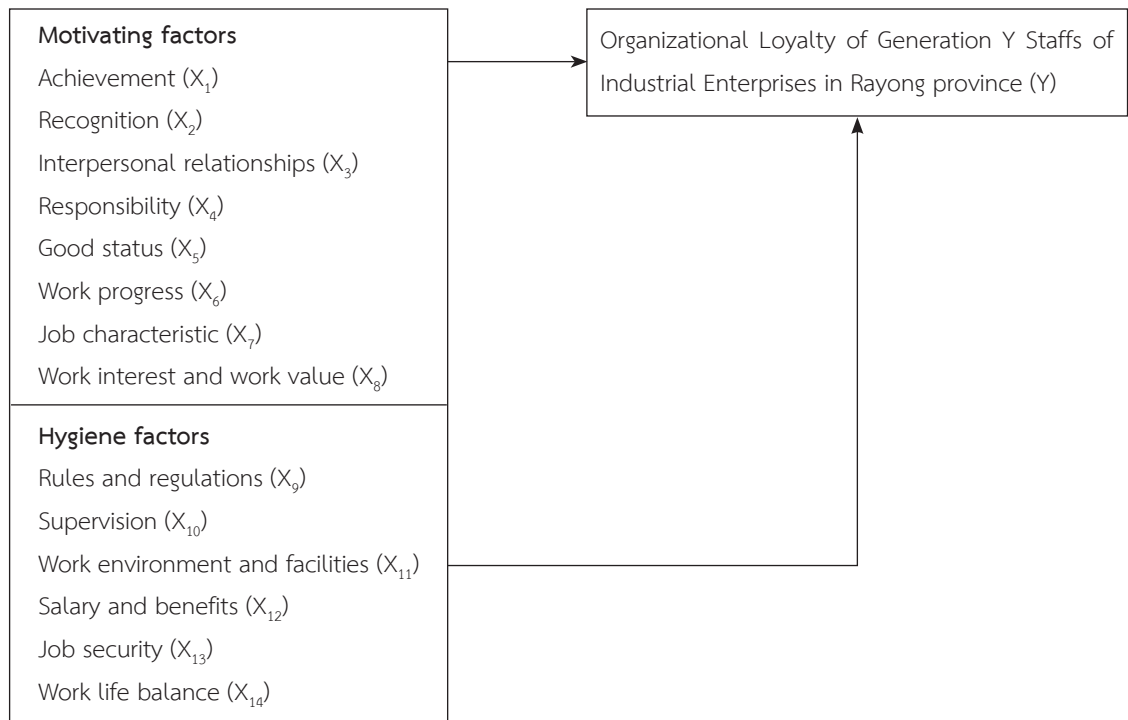 Motivating factors
Achievement (X₁)
Recognition (X₂)
Interpersonal relationships (X₃)
Responsibility (X₄)
Good status (X₅)
Work progress (X₆)
Job characteristic (X₇)
Work interest and work value (X₈)
Hygiene factors
Rules and regulations (X₉)
Supervision (X₁₀)
Work environment and facilities (X₁₁)
Salary and benefits (X₁₂)
Job security (X₁₃)
Work life balance (X₁₄)
Organizational Loyalty of Generation Y Staffs of
Industrial Enterprises in Rayong province (Y)